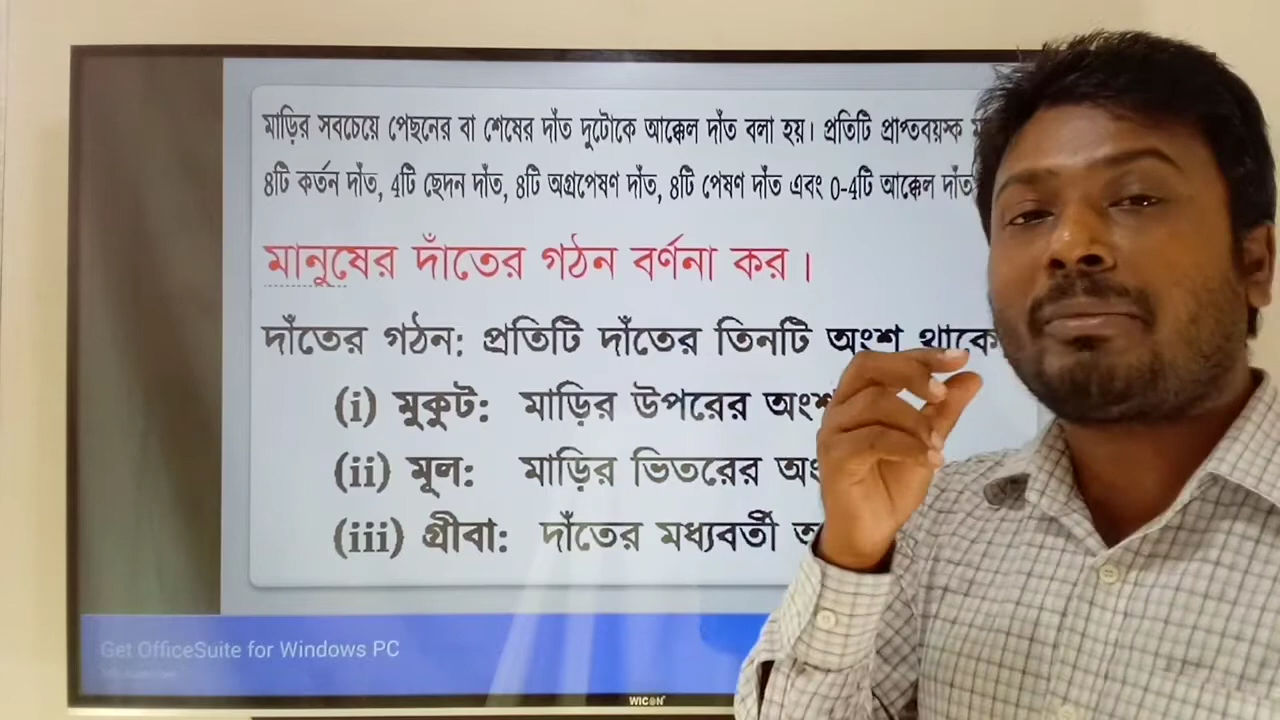 মাড়ির সবচেয়ে পেছনের বা শেষের দাঁত দুটোকে আক্কেল দাঁত বলা হয়। প্রতিটি প্রাপ্তবয়স্ক
৪টি কর্তন দাঁত, 4টি ছেদন দাঁত, ৪টি অগ্রপেষণ দাঁত, ৪টি পেষণ দাঁত এবং 0-4টি আক্কেল দাঁত
মানুষের দাঁতের গঠন বর্ণনা কর।
দাঁতের গঠন: প্রতিটি দাঁতের তিনটি অংশ থাকে
(i) মুকুট: মাড়ির উপরের অংশ
(ii) মূল: মাড়ির ভিতরের
(iii) গ্রীবা: দাঁতের মধ্যবর্তী
Get OfficeSuite for Windows PC
WICON